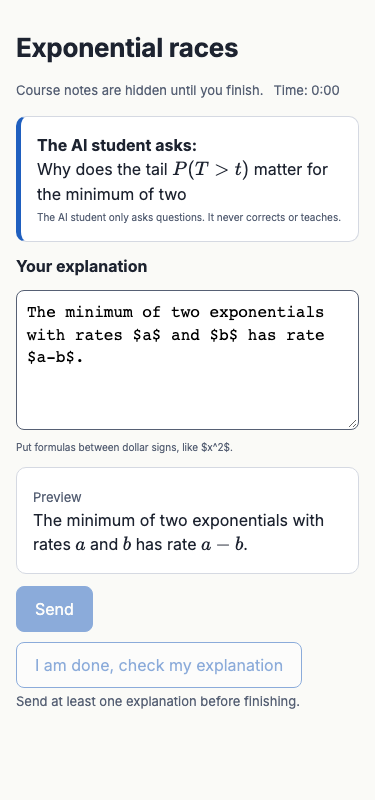 Exponential races
Course notes are hidden until you finish. Time: 0:00
The AI student asks:
Why does the tail P(T > t) matter for
the minimum of two
The AI student only asks questions. It never corrects or teaches.
Your explanation
The minimum of two exponentials
with rates $a$ and $b$ has rate
$a-b$.
Put formulas between dollar signs, like $x^2$.
Preview
The minimum of two exponentials with
rates a and b has rate a − b.
Send
I am done, check my explanation
Send at least one explanation before finishing.